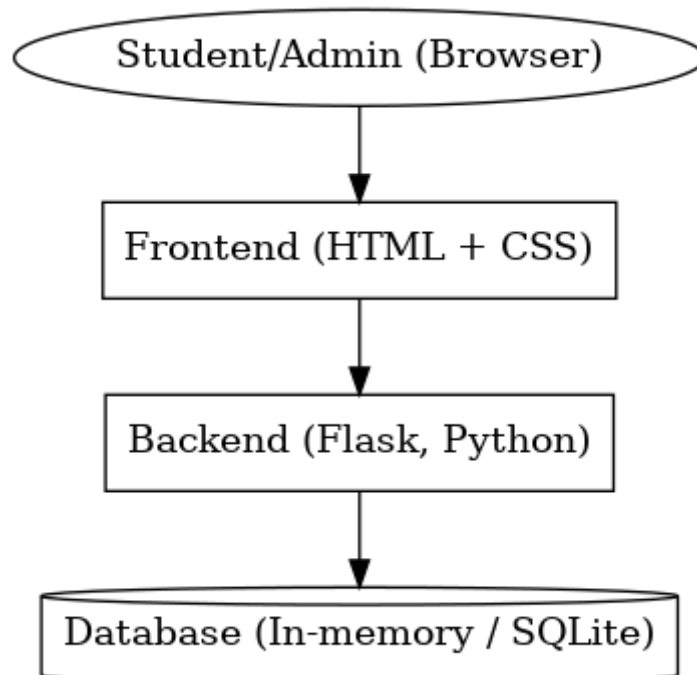 Student/Admin (Browser)
Frontend (HTML + CSS)
Backend (Flask, Python)
Database (In-memory / SQLite)